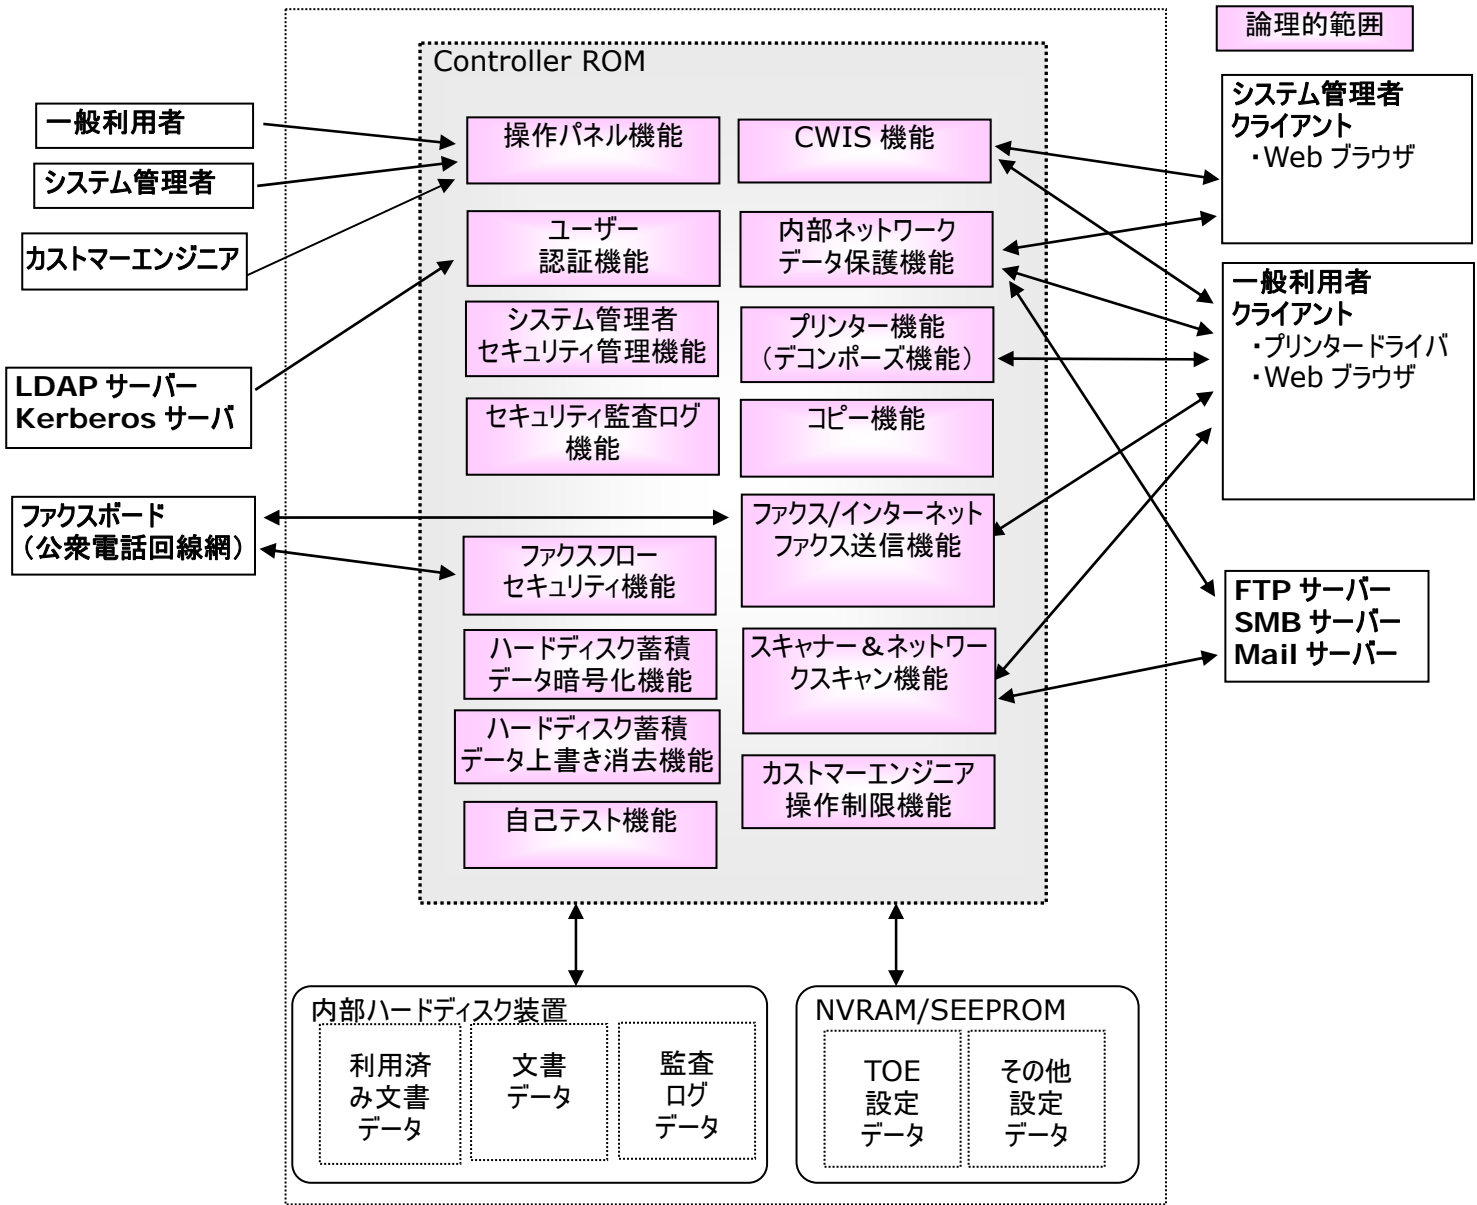 論理的範囲
Controller ROM
一般利用者
システム管理者
カストマーエンジニア
LDAP サーバー
Kerberos サーバ
ファクスボード
（公衆電話回線網）
操作パネル機能
CWIS 機能
ユーザー
認証機能
内部ネットワーク
データ保護機能
システム管理者
セキュリティ管理機能
プリンター機能
（デコンポーズ機能）
セキュリティ監査ログ
機能
コピー機能
ファクス/インターネット
ファクス送信機能
ファクスフロー
セキュリティ機能
ハードディスク蓄積
データ暗号化機能
スキャナー＆ネットワー
クスキャン機能
ハードディスク蓄積
データ上書き消去機能
カストマーエンジニア
操作制限機能
自己テスト機能
システム管理者
クライアント
・Web ブラウザ
一般利用者
クライアント
・プリンタードライバ
・Web ブラウザ
FTP サーバー
SMB サーバー
Mail サーバー
内部ハードディスク装置
利用済
み文書
データ
文書
データ
監査
ログ
データ
NVRAM/SEEPROM
TOE
設定
データ
その他
設定
データ